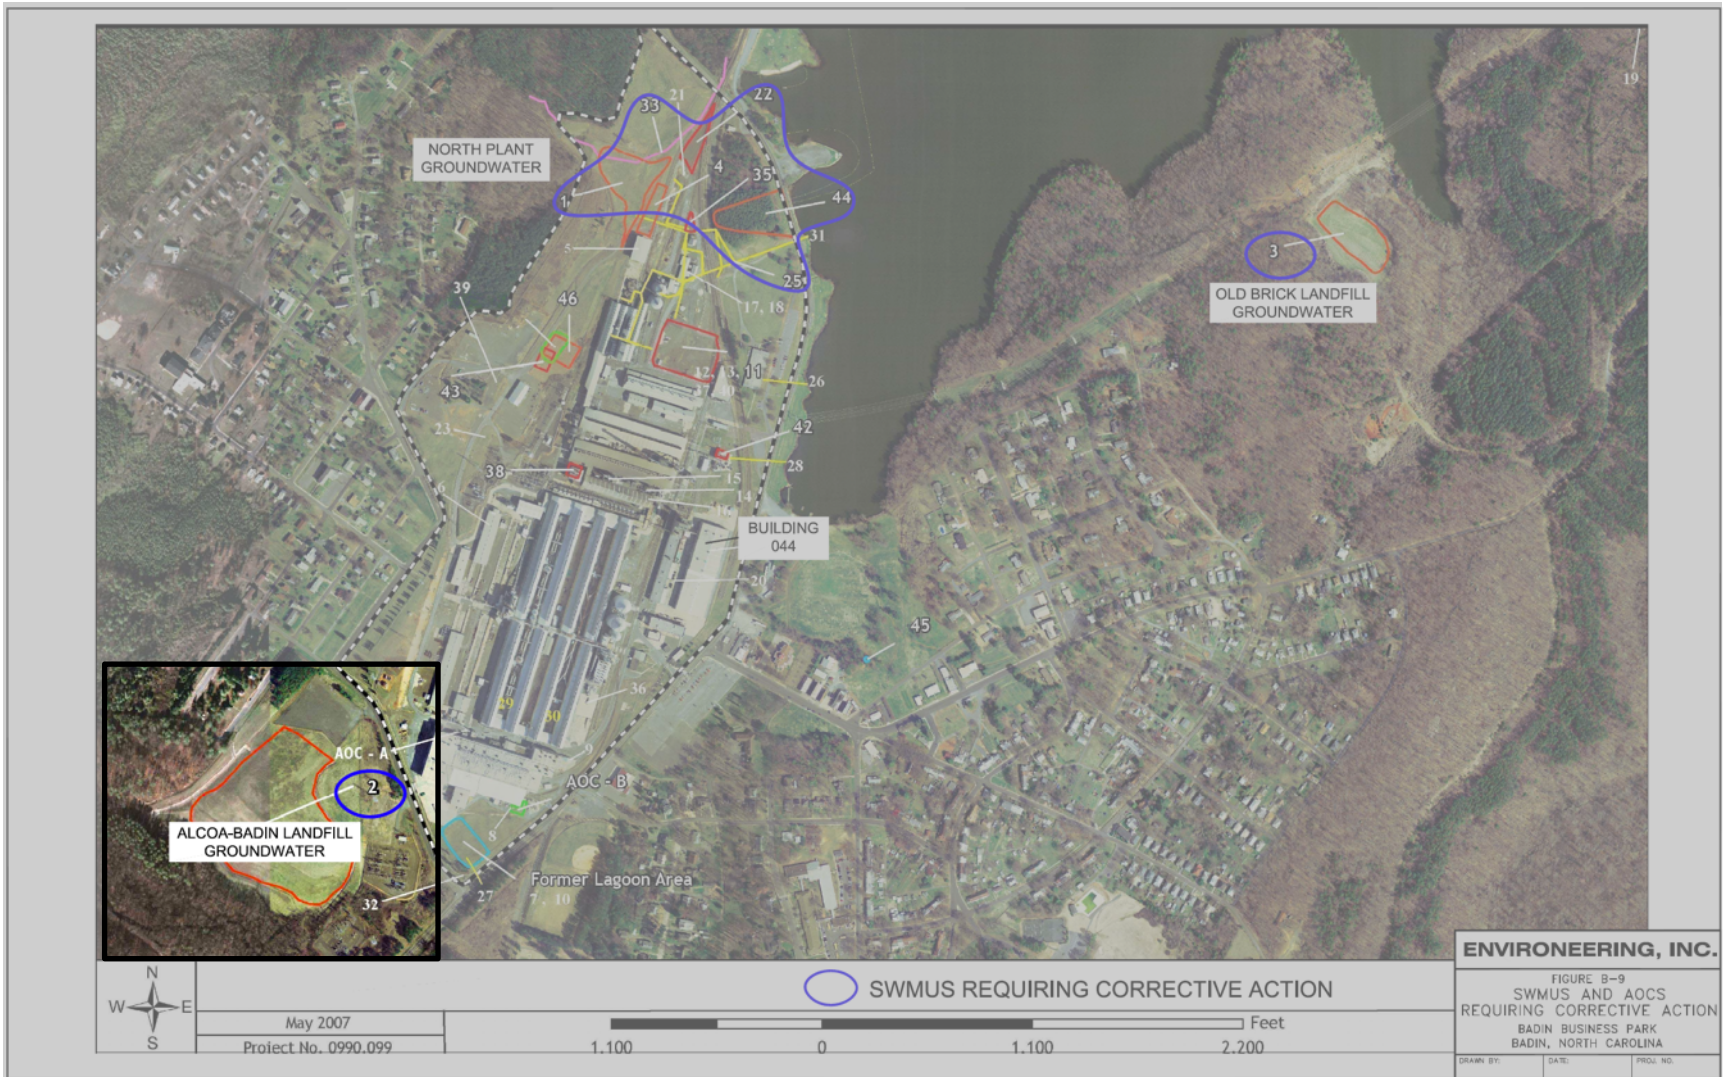 19
22
21
33
NORTH PLANT
GROUNDWATER
4
35
1
44
31
5
3
25
39
46
17, 18
OLD BRICK LANDFILL
GROUNDWATER
11
43
26
23
42
38
28
15
14
6
BUILDING
044
20
45
36
29
30
9
AOC - A
AOC - B
2
ALCOA-BADIN LANDFILL
GROUNDWATER
8
Former Lagoon Area
27
7, 10
32
N
W E
S
SWMUS REQUIRING CORRECTIVE ACTION
May 2007
Project No. 0990.099
Feet
1,100 0 1,100 2,200
ENVIRONEERING, INC.
FIGURE B-9
SWMUS AND AOCS
REQUIRING CORRECTIVE ACTION
BADIN BUSINESS PARK
BADIN, NORTH CAROLINA
DRAWN BY: DATE: PROJ. NO.